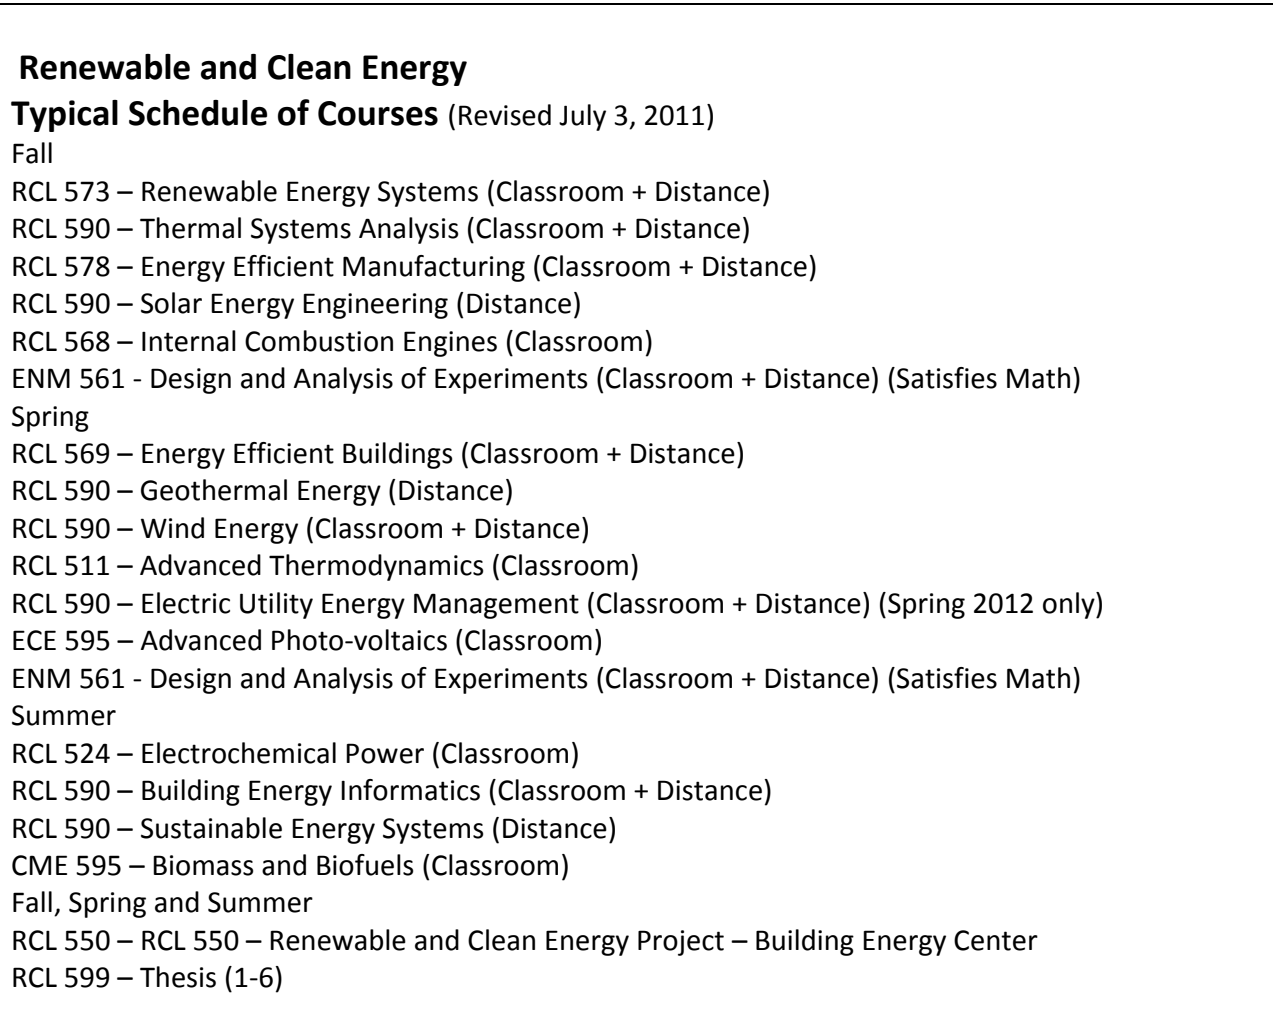 Renewable and Clean Energy
Typical Schedule of Courses (Revised July 3, 2011)
Fall
RCL 573 – Renewable Energy Systems (Classroom + Distance)
RCL 590 – Thermal Systems Analysis (Classroom + Distance)
RCL 578 – Energy Efficient Manufacturing (Classroom + Distance)
RCL 590 – Solar Energy Engineering (Distance)
RCL 568 – Internal Combustion Engines (Classroom)
ENM 561 - Design and Analysis of Experiments (Classroom + Distance) (Satisfies Math)
Spring
RCL 569 – Energy Efficient Buildings (Classroom + Distance)
RCL 590 – Geothermal Energy (Distance)
RCL 590 – Wind Energy (Classroom + Distance)
RCL 511 – Advanced Thermodynamics (Classroom)
RCL 590 – Electric Utility Energy Management (Classroom + Distance) (Spring 2012 only)
ECE 595 – Advanced Photo-voltaics (Classroom)
ENM 561 - Design and Analysis of Experiments (Classroom + Distance) (Satisfies Math)
Summer
RCL 524 – Electrochemical Power (Classroom)
RCL 590 – Building Energy Informatics (Classroom + Distance)
RCL 590 – Sustainable Energy Systems (Distance)
CME 595 – Biomass and Biofuels (Classroom)
Fall, Spring and Summer
RCL 550 – RCL 550 – Renewable and Clean Energy Project – Building Energy Center
RCL 599 – Thesis (1-6)